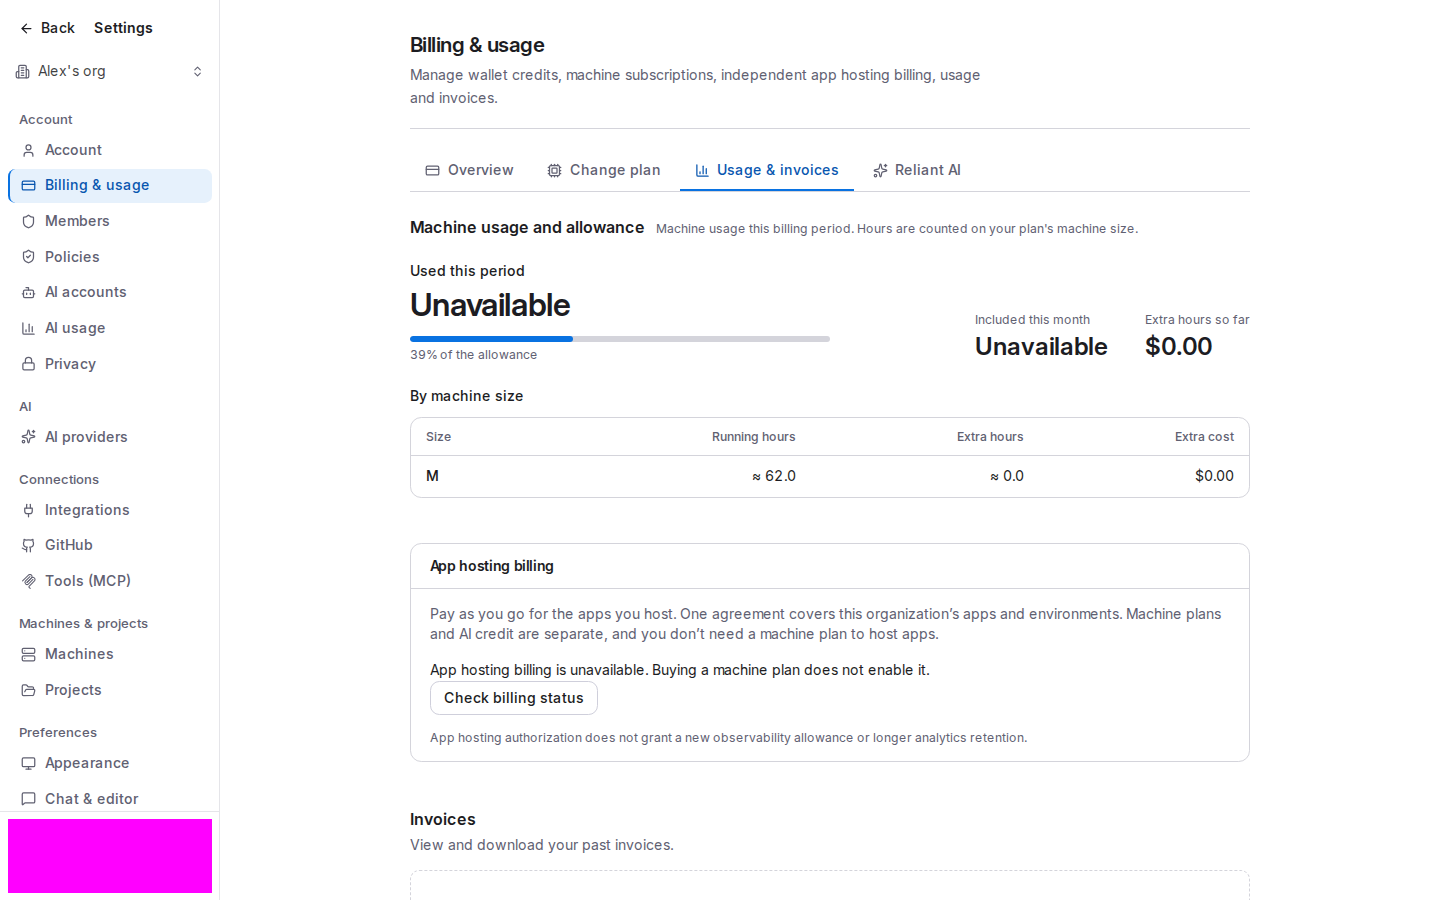 Back Settings
Alex's org
Account
Account
Billing & usage
Members
Policies
AI accounts
AI usage
Privacy
AI
AI providers
Connections
Integrations
GitHub
Tools (MCP)
Machines & projects
Machines
Projects
Preferences
Appearance
Chat & editor
Billing & usage
Manage wallet credits, machine subscriptions, independent app hosting billing, usage
and invoices.
Overview Change plan Usage & invoices Reliant AI
Machine usage and allowance Machine usage this billing period. Hours are counted on your plan's machine size.
Used this period
Unavailable
39% of the allowance
Included this month Extra hours so far
Unavailable $0.00
By machine size
Size Running hours Extra hours Extra cost
M ≈ 62.0 ≈ 0.0 $0.00
App hosting billing
Pay as you go for the apps you host. One agreement covers this organization’s apps and environments. Machine plans
and AI credit are separate, and you don’t need a machine plan to host apps.
App hosting billing is unavailable. Buying a machine plan does not enable it.
Check billing status
App hosting authorization does not grant a new observability allowance or longer analytics retention.
Invoices
View and download your past invoices.